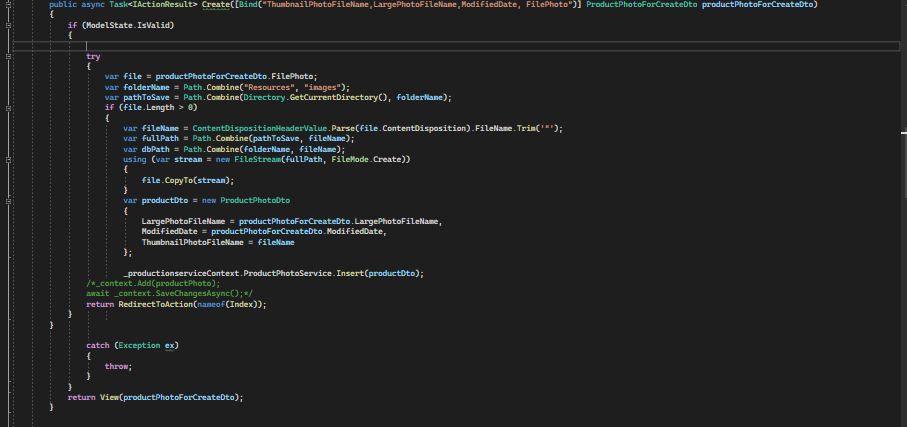 public async Task<IActionResult> Create([Bind("ThumbnailPhotoFileName,LargePhotoFileName,ModifiedDate, FilePhoto")] ProductPhotoForCreateDto productPhotoForCreateDto)
{
if (ModelState.IsValid)
{
try
{
var file = productPhotoForCreateDto.FilePhoto;
var folderName = Path.Combine("Resources", "images");
var pathToSave = Path.Combine(Directory.GetCurrentDirectory(), folderName);
if (file.Length > 0)
{
var fileName = ContentDispositionHeaderValue.Parse(file.ContentDisposition).FileName.Trim('"');
var fullPath = Path.Combine(pathToSave, fileName);
var dbPath = Path.Combine(folderName, fileName);
using (var stream = new FileStream(fullPath, FileMode.Create))
{
file.CopyTo(stream);
}
var productDto = new ProductPhotoDto
{
LargePhotoFileName = productPhotoForCreateDto.LargePhotoFileName,
ModifiedDate = productPhotoForCreateDto.ModifiedDate,
ThumbnailPhotoFileName = fileName
};
_productionserviceContext.ProductPhotoService.Insert(productDto);
/*_context.Add(productPhoto);
await _context.SaveChangesAsync();*/
return RedirectToAction(nameof(Index));
}
}
catch (Exception ex)
{
throw;
}
}
return View(productPhotoForCreateDto);
}